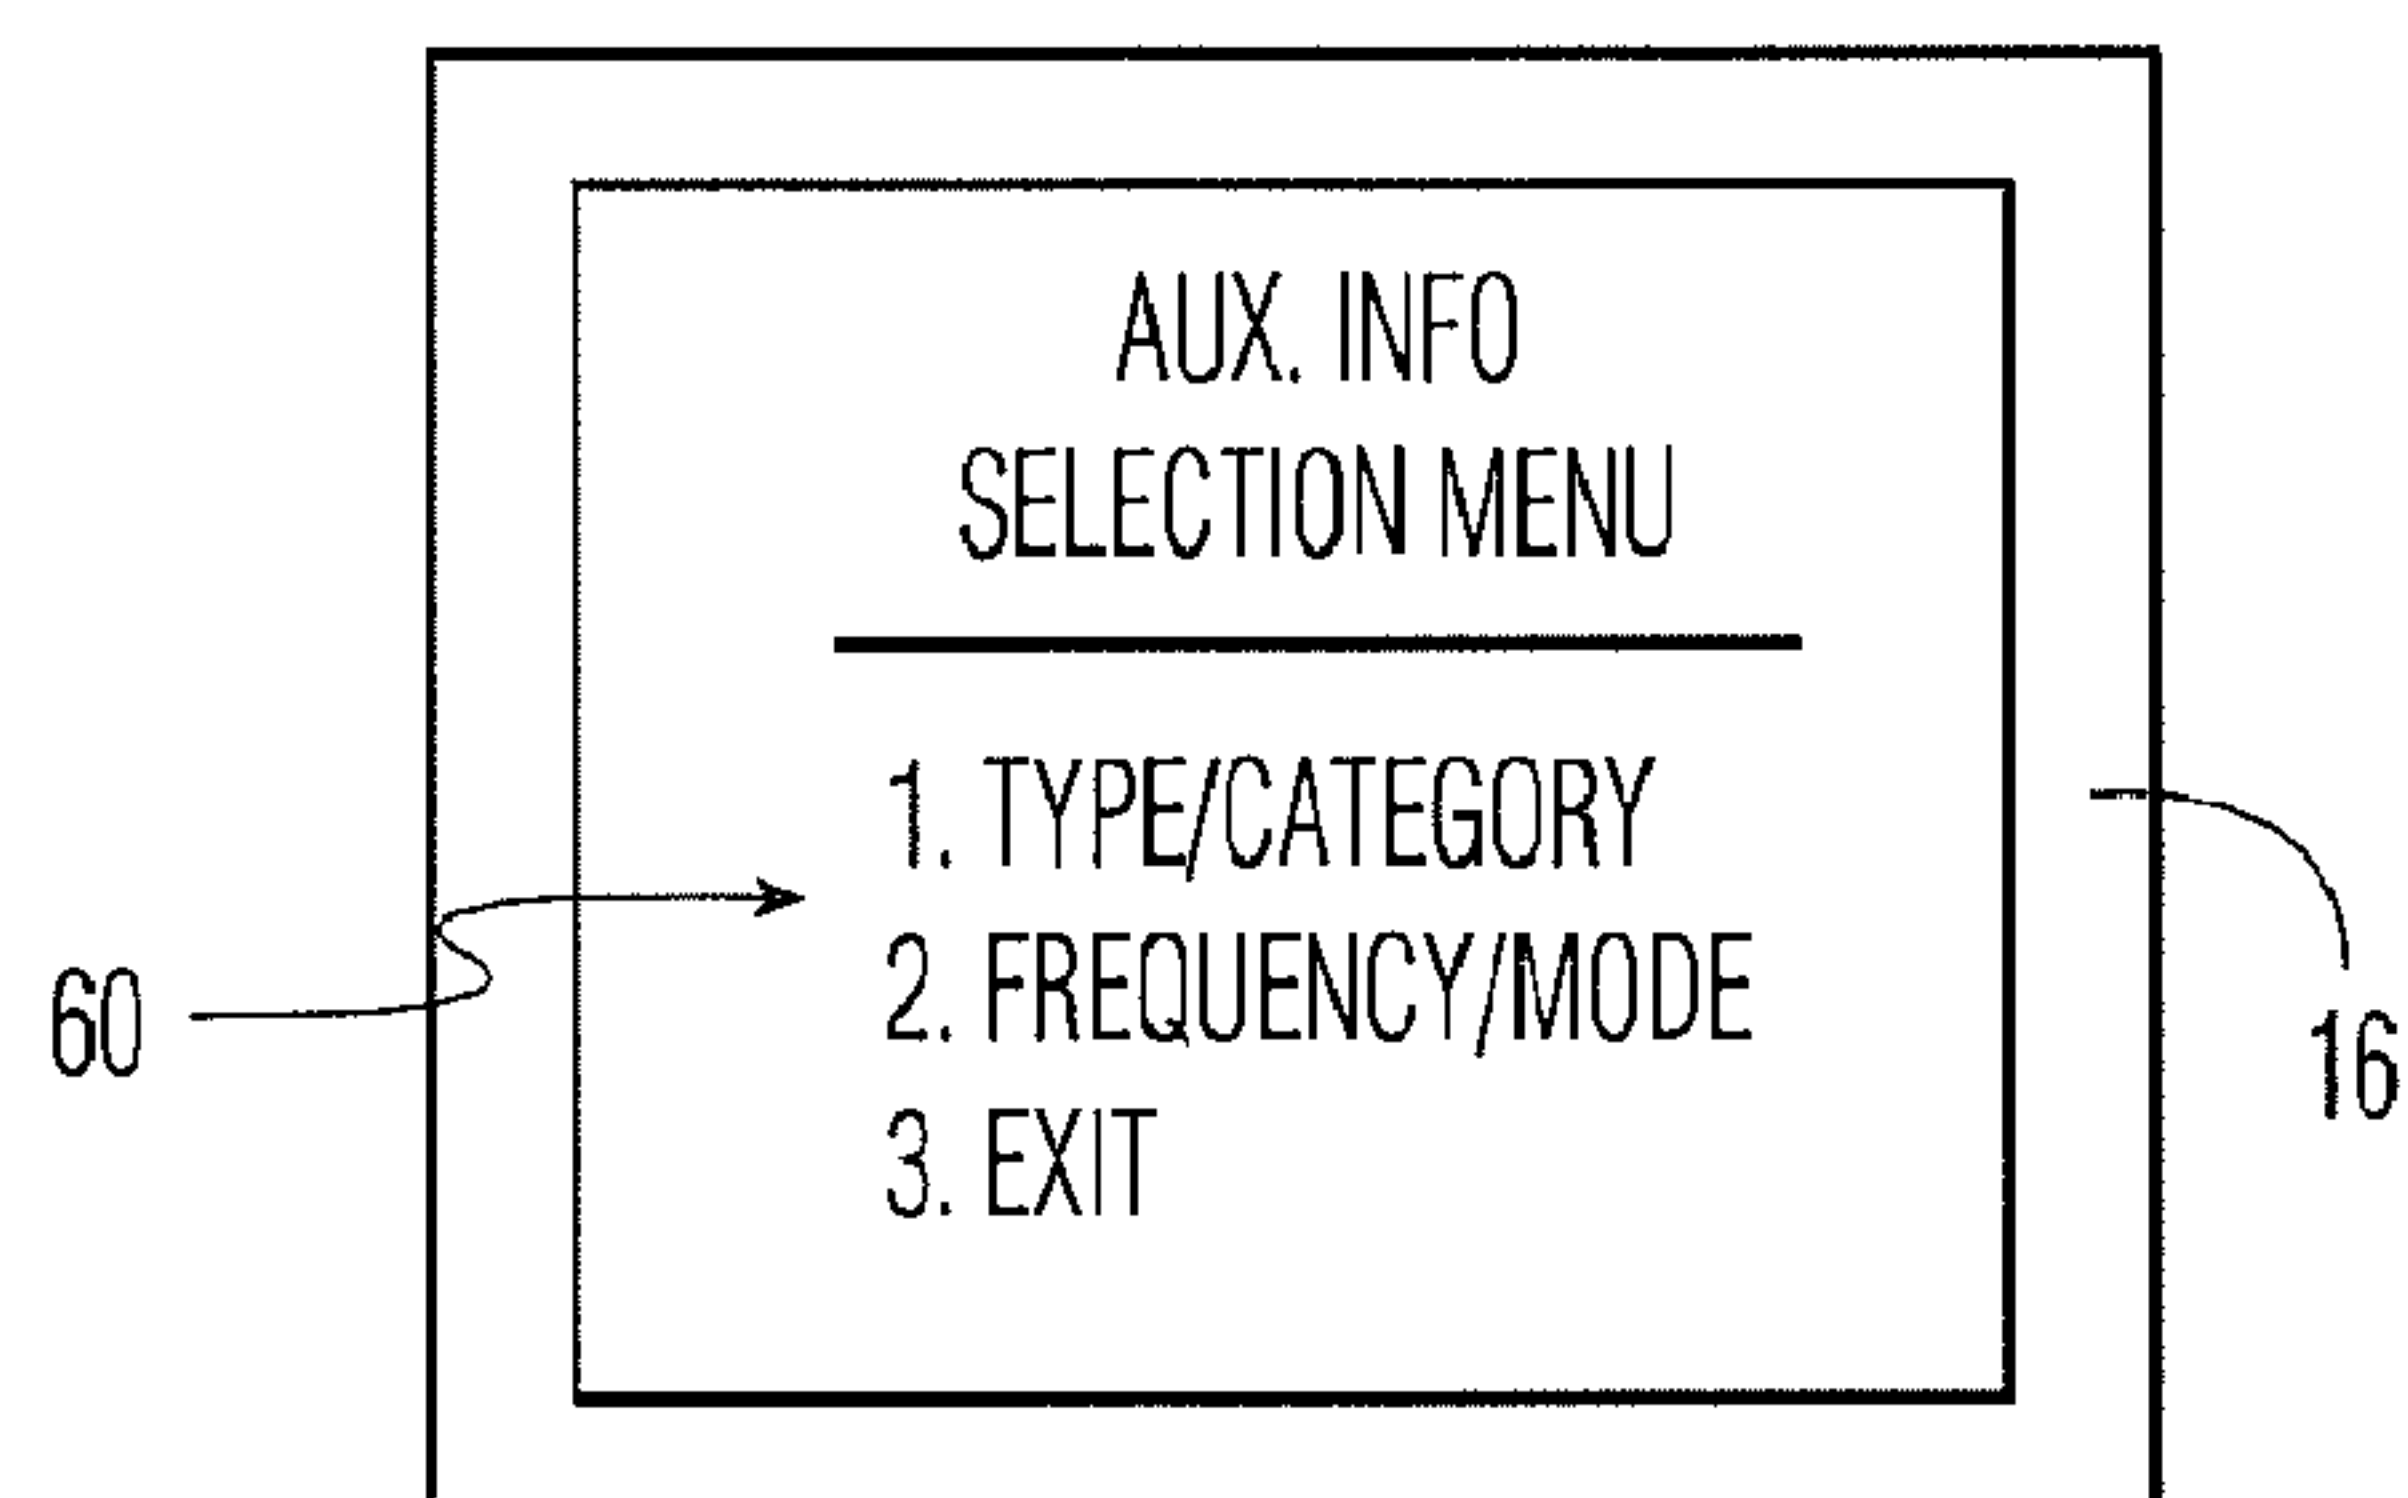 AUX. INFO
SELECTION MENU
1. TYPE/CATEGORY
2. FREQUENCY/MODE
3. EXIT
60
16